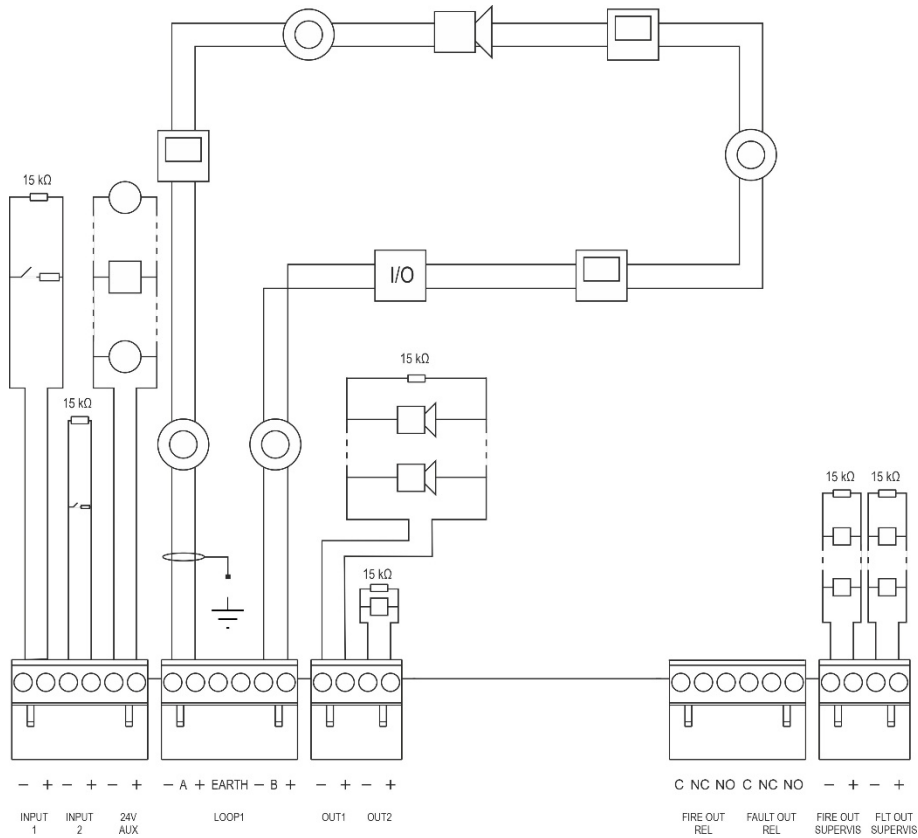 15 kΩ
I/O
15 kΩ
15 kΩ
15 kΩ
15 kΩ 15 kΩ
15 kΩ
− + − + − + − A + EARTH − B + − + − + C NC NO C NC NO − + − +
INPUT 1
INPUT 2
24V AUX
LOOP1
OUT1
OUT2
FIRE OUT REL
FAULT OUT REL
FIRE OUT SUPERVIS
FLT OUT SUPERVIS